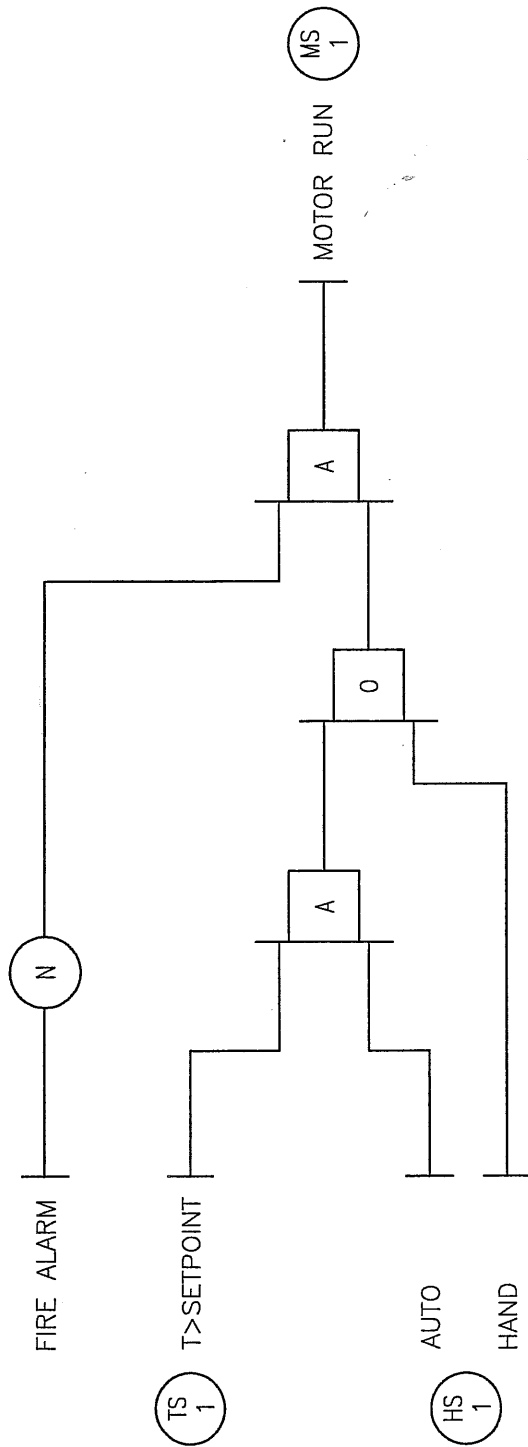 FIRE ALARM
N
TS
1
T>SETPOINT
A
A
MOTOR RUN
MS
1
O
HS
1
AUTO
HAND